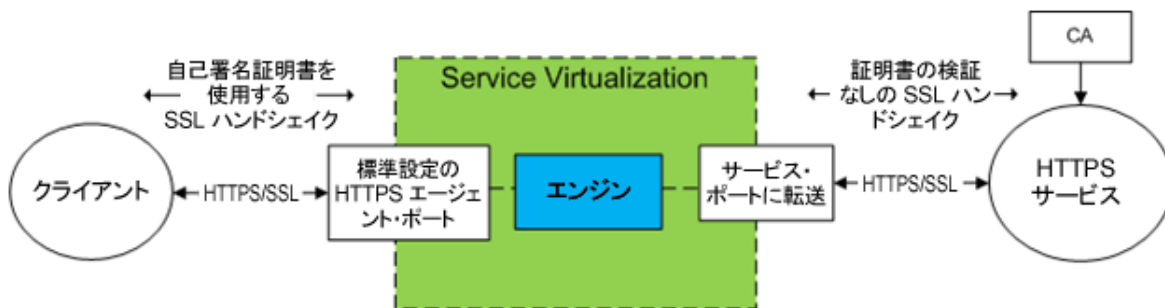 CA
自己署名証明書を
使用する
SSL ハンドシェイク
Service Virtualization
証明書の検証
なしの SSL ハン
ドシェイク
クライアント
HTTPS/SSL
標準設定の
HTTPS エージェ
ント・ポート
エンジン
サービス・
ポートに転送
HTTPS/SSL
HTTPS
サービス